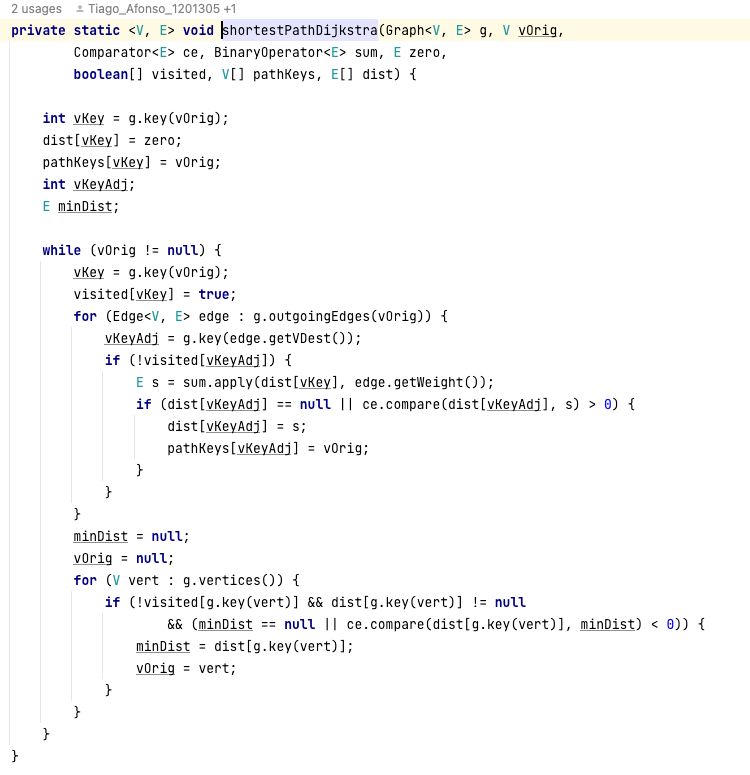 2 usages Tiago_Afonso_1201305 +1
private static <V, E> void shortestPathDijkstra(Graph<V, E> g, V vOrig,
        Comparator<E> ce, BinaryOperator<E> sum, E zero,
        boolean[] visited, V[] pathKeys, E[] dist) {

    int vKey = g.key(vOrig);
    dist[vKey] = zero;
    pathKeys[vKey] = vOrig;
    int vKeyAdj;
    E minDist;

    while (vOrig != null) {
        vKey = g.key(vOrig);
        visited[vKey] = true;
        for (Edge<V, E> edge : g.outgoingEdges(vOrig)) {
            vKeyAdj = g.key(edge.getVDest());
            if (!visited[vKeyAdj]) {
                E s = sum.apply(dist[vKey], edge.getWeight());
                if (dist[vKeyAdj] == null || ce.compare(dist[vKeyAdj], s) > 0) {
                    dist[vKeyAdj] = s;
                    pathKeys[vKeyAdj] = vOrig;
                }
            }
        }
        minDist = null;
        vOrig = null;
        for (V vert : g.vertices()) {
            if (!visited[g.key(vert)] && dist[g.key(vert)] != null
                    && (minDist == null || ce.compare(dist[g.key(vert)], minDist) < 0)) {
                minDist = dist[g.key(vert)];
                vOrig = vert;
            }
        }
    }
}